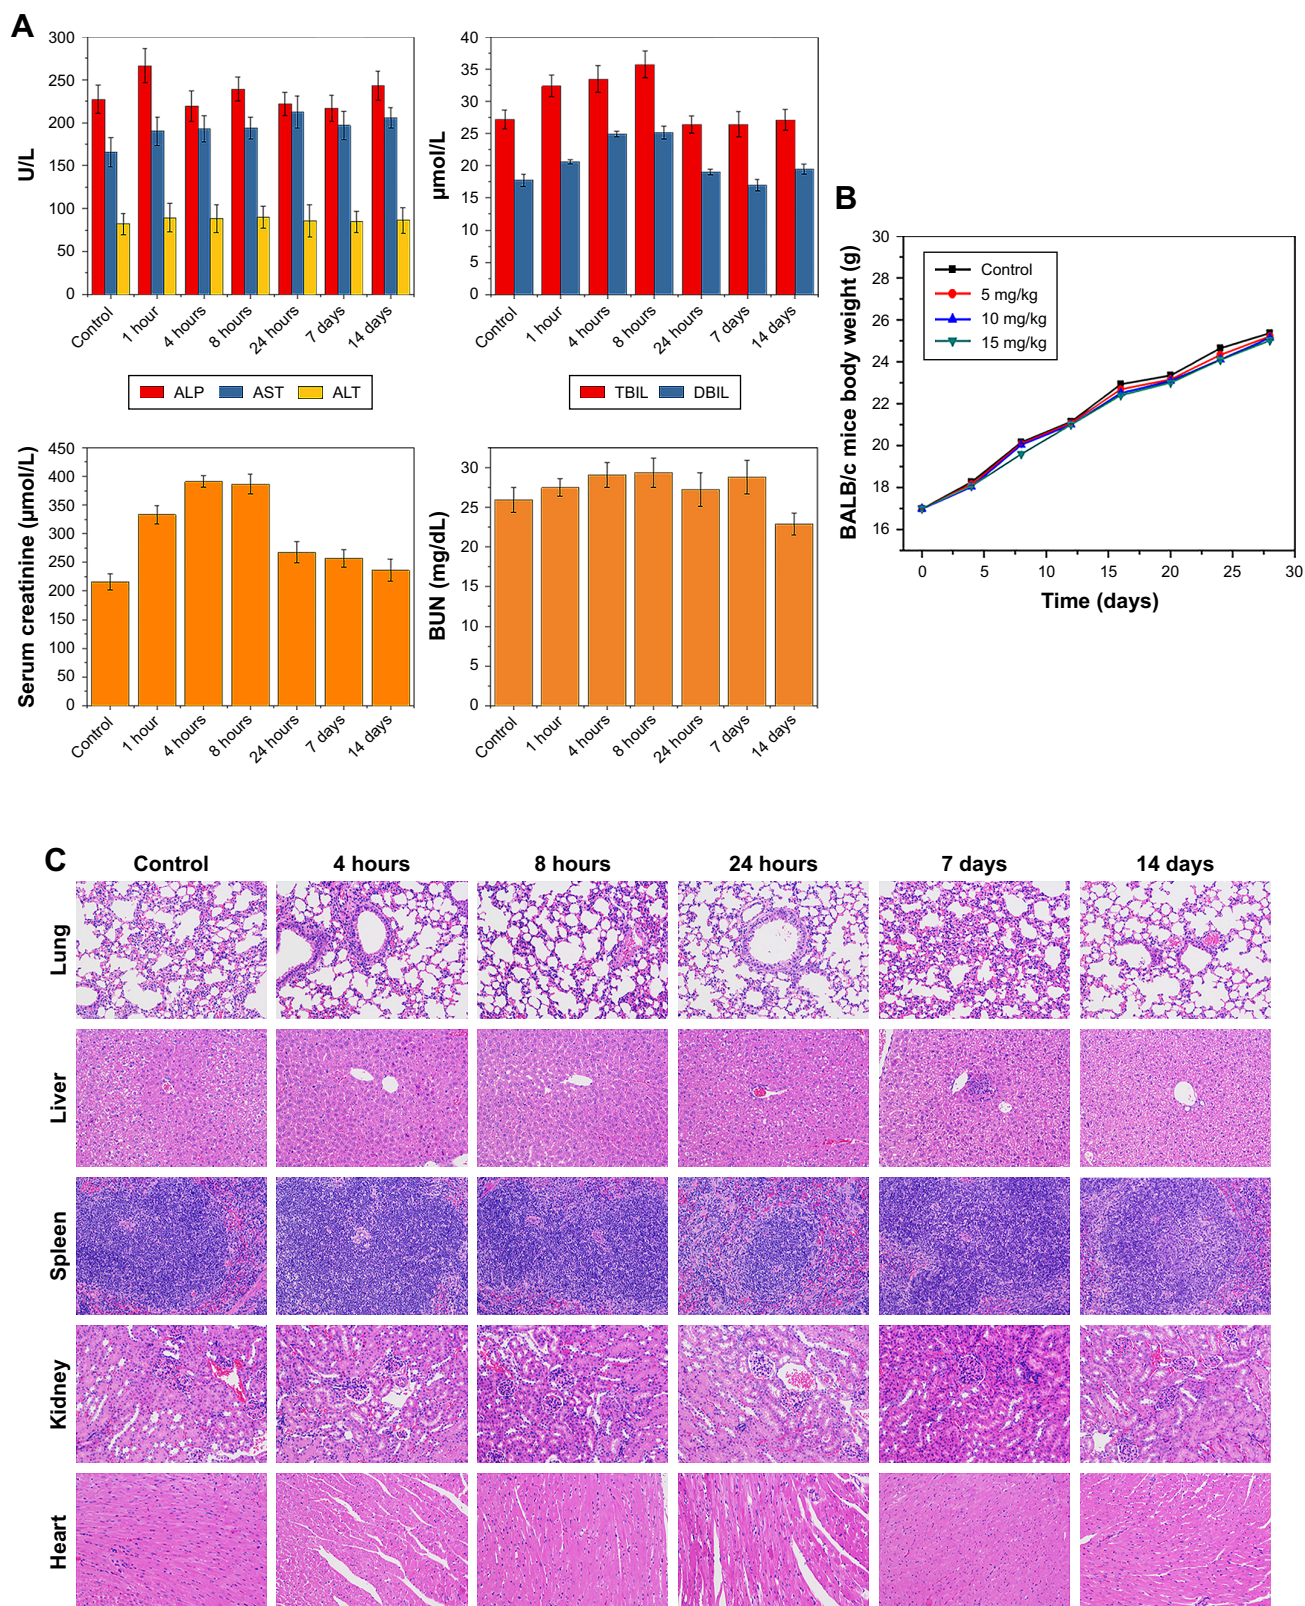 A
300
250
200
150
100
50
0
U/L
Control
1 hour
4 hours
8 hours
24 hours
7 days
14 days
ALP AST ALT
40
35
30
25
20
15
10
5
0
µmol/L
Control
1 hour
4 hours
8 hours
24 hours
7 days
14 days
TBIL DBIL
450
400
350
300
250
200
150
100
50
0
Serum creatinine (µmol/L)
Control
1 hour
4 hours
8 hours
24 hours
7 days
14 days
30
25
20
15
10
5
0
BUN (mg/dL)
Control
1 hour
4 hours
8 hours
24 hours
7 days
14 days
B
30
28
26
24
22
20
18
16
BALB/c mice body weight (g)
Control
5 mg/kg
10 mg/kg
15 mg/kg
0 5 10 15 20 25 30
Time (days)
C
Control 4 hours 8 hours 24 hours 7 days 14 days
Lung
Liver
Spleen
Kidney
Heart